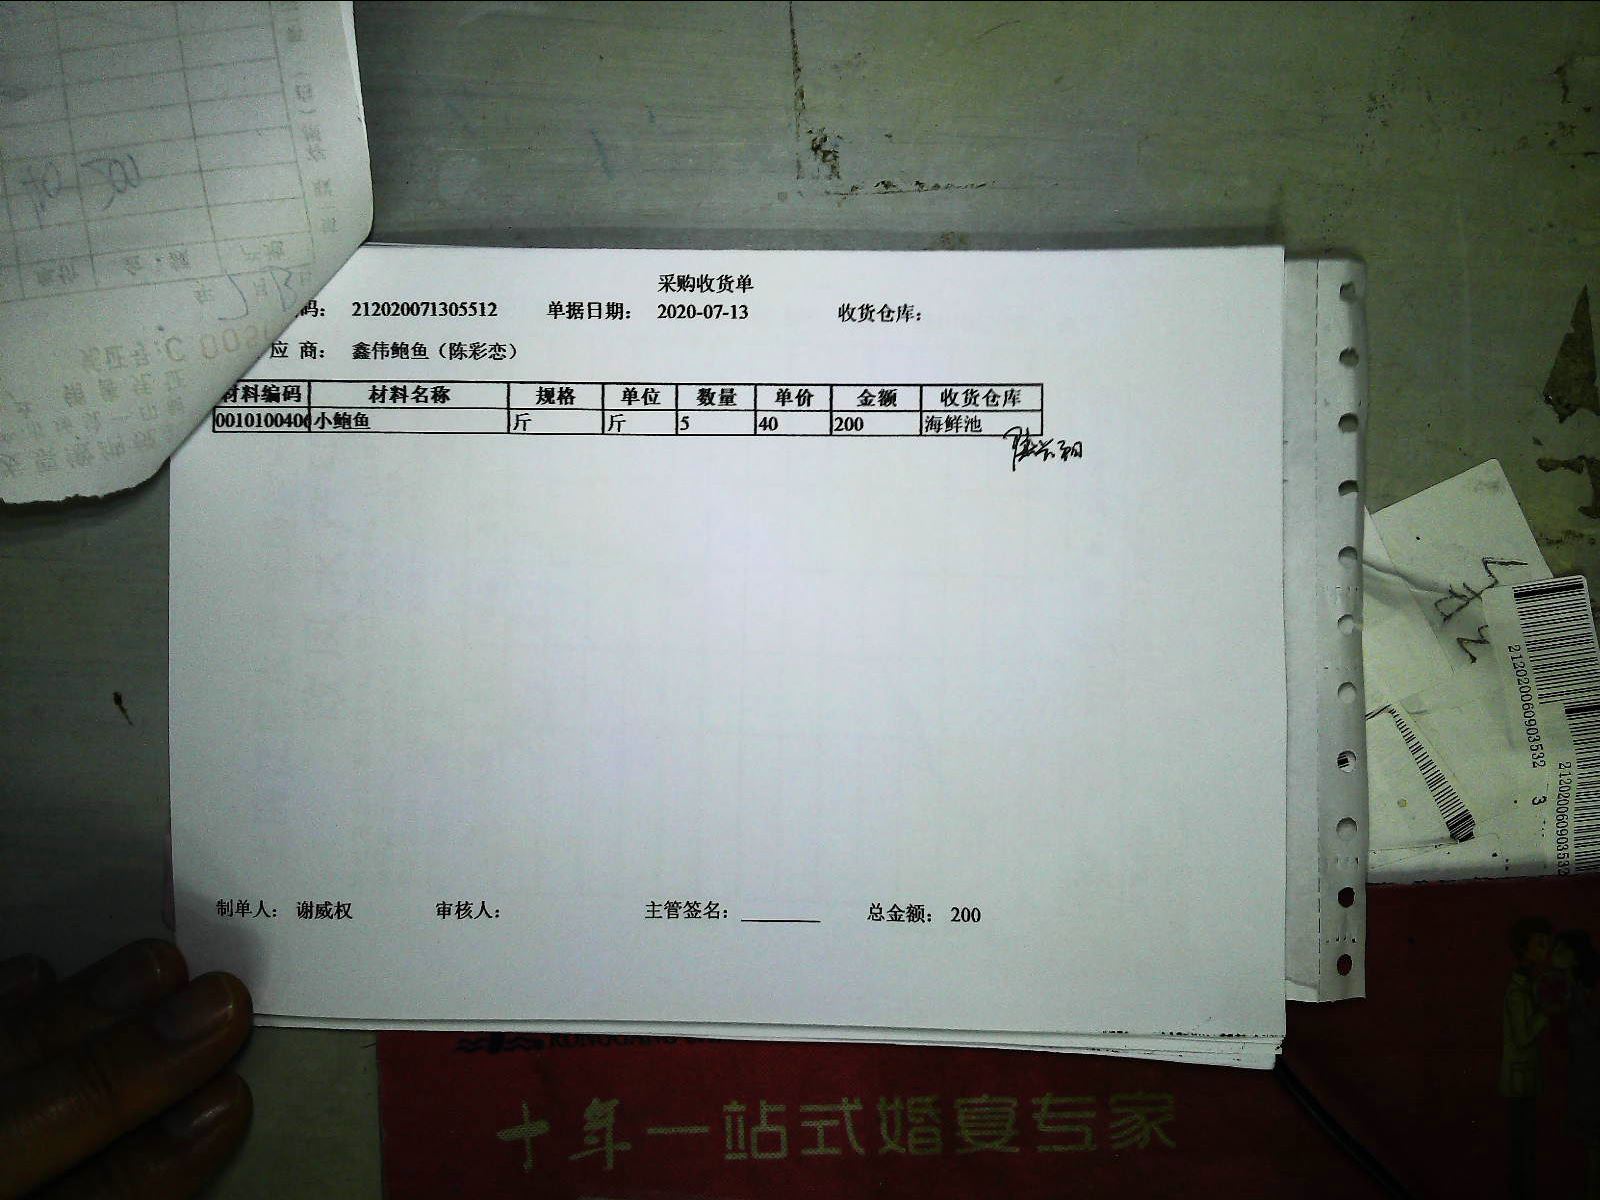 采购收货单
码： 212020071305512 单据日期： 2020-07-13 收货仓库：
应 商： 鑫伟鲍鱼（陈彩恋）
材料编码 材料名称 规格 单位 数量 单价 金额 收货仓库
0010100406 小鲍鱼 斤 斤 5 40 200 海鲜池
制单人： 谢威权 审核人： 主管签名： 总金额： 200
212020060903532 3
212020060903532
十年一站式婚宴专家